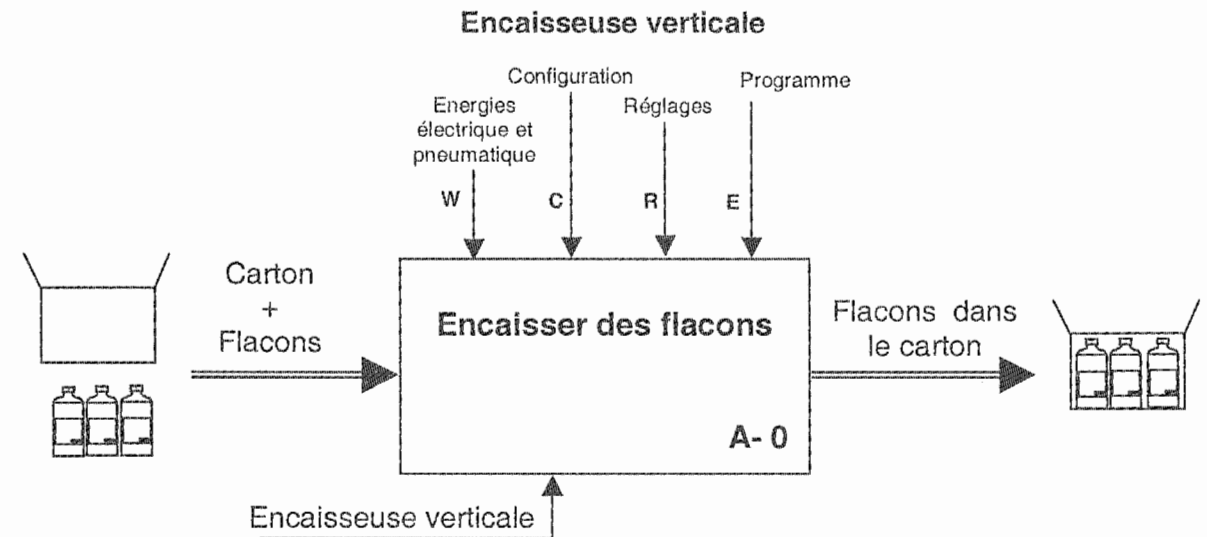 Encaisseuse verticale
Configuration
Programme
Energies
électrique et
pneumatique
Réglages
W
C
R
E
Carton
+
Flacons
Encaisser des flacons
Flacons dans
le carton
A- 0
Encaisseuse verticale